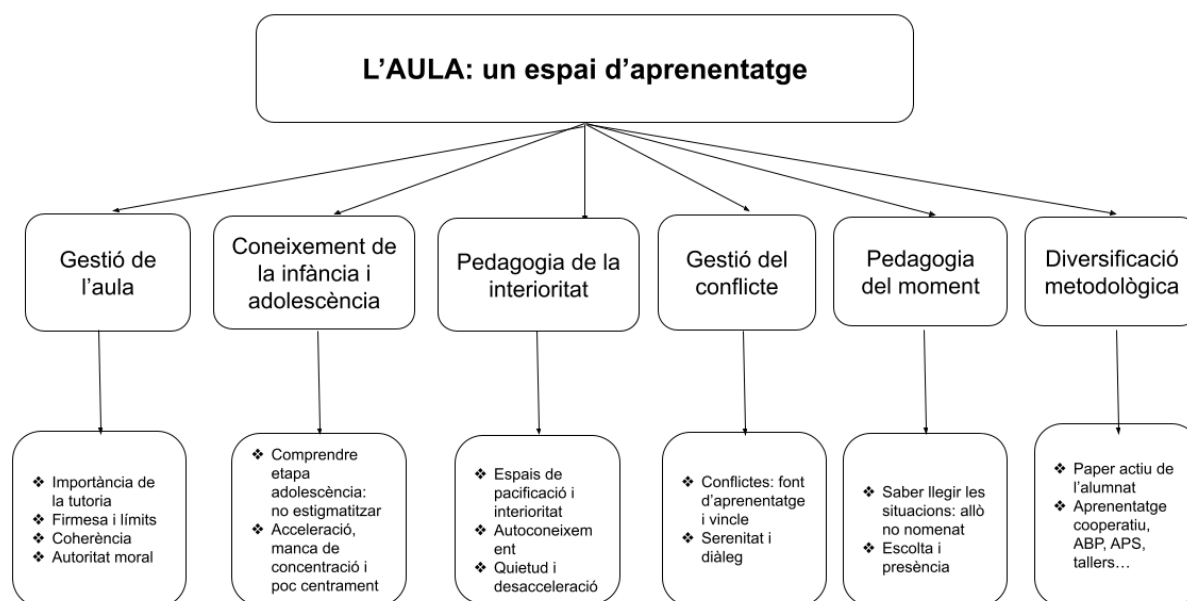 L’AULA: un espai d’aprenentatge
Gestió de
l’aula
Coneixement de
la infància i
adolescència
Pedagogia de la
interioritat
Gestió del
conflicte
Pedagogia
del moment
Diversificació
metodològica
❖ Importància de
la tutoria
❖ Firmesa i límits
❖ Coherència
❖ Autoritat moral
❖ Comprendre
etapa
adolescència:
no estigmatitzar
❖ Acceleració,
manca de
concentració i
poc centrament
❖ Espais de
pacificació i
interioritat
❖ Autoconeixem
ent
❖ Quietud i
desacceleració
❖ Conflictes: font
d’aprenentatge
i vincle
❖ Serenitat i
diàleg
❖ Saber llegir les
situacions: allò
no nomenat
❖ Escolta i
presència
❖ Paper actiu de
l’alumnat
❖ Aprenentatge
cooperatiu,
ABP, APS,
tallers…